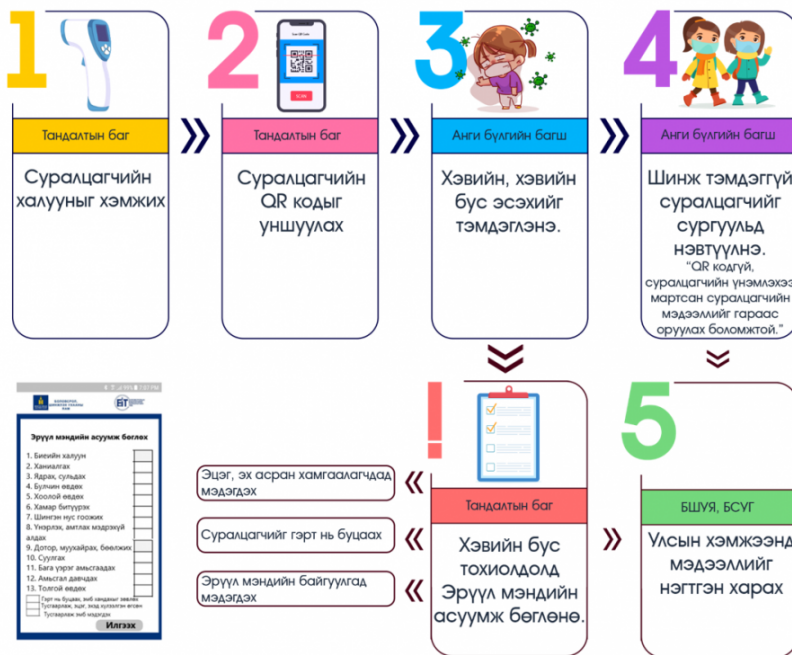 1
Тандалтын баг
Суралцагчийн
халууныг хэмжих
2
SCAN
Тандалтын баг
Суралцагчийн
QR кодыг
уншуулах
3
Анги бүлгийн багш
Хэвийн, хэвийн
бус эсэхийг
тэмдэглэнэ.
4
Анги бүлгийн багш
Шинж тэмдэггүй
суралцагчийг
сургуульд
нэвтүүлнэ.
“QR кодгүй,
суралцагчийн үнэмлэхээ
мартсан суралцагчийн
мэдээллийг гараас
оруулах боломжтой.”
БТ
Эрүүл мэндийн асуумж бөглөх
1. Биеийн халуун
2. Ханиалгах
3. Ядрах, сульдах
4. Булчин өвдөх
5. Хоолой өвдөх
6. Хамар битүүрэх
7. Шингэн нус гоожих
8. Үнэрлэх, амтлах мэдрэхүй
алдах
9. Дотор, муухайрах, бөөлжих
10. Суулгах
11. Бага үзрэг амьсгаадах
12. Амьсгал давчдах
13. Толгой өвдөх
Илгээх
Эцэг, эх асран хамгаалагчдад
мэдэгдэх
Суралцагчийг гэрт нь буцаах
Эрүүл мэндийн байгуулгад
мэдэгдэх
!
Тандалтын баг
Хэвийн бус
тохиолдолд
Эрүүл мэндийн
асуумж бөглөнө.
5
БШУЯ, БСУГ
Улсын хэмжээнд
мэдээллийг
нэгтгэн харах